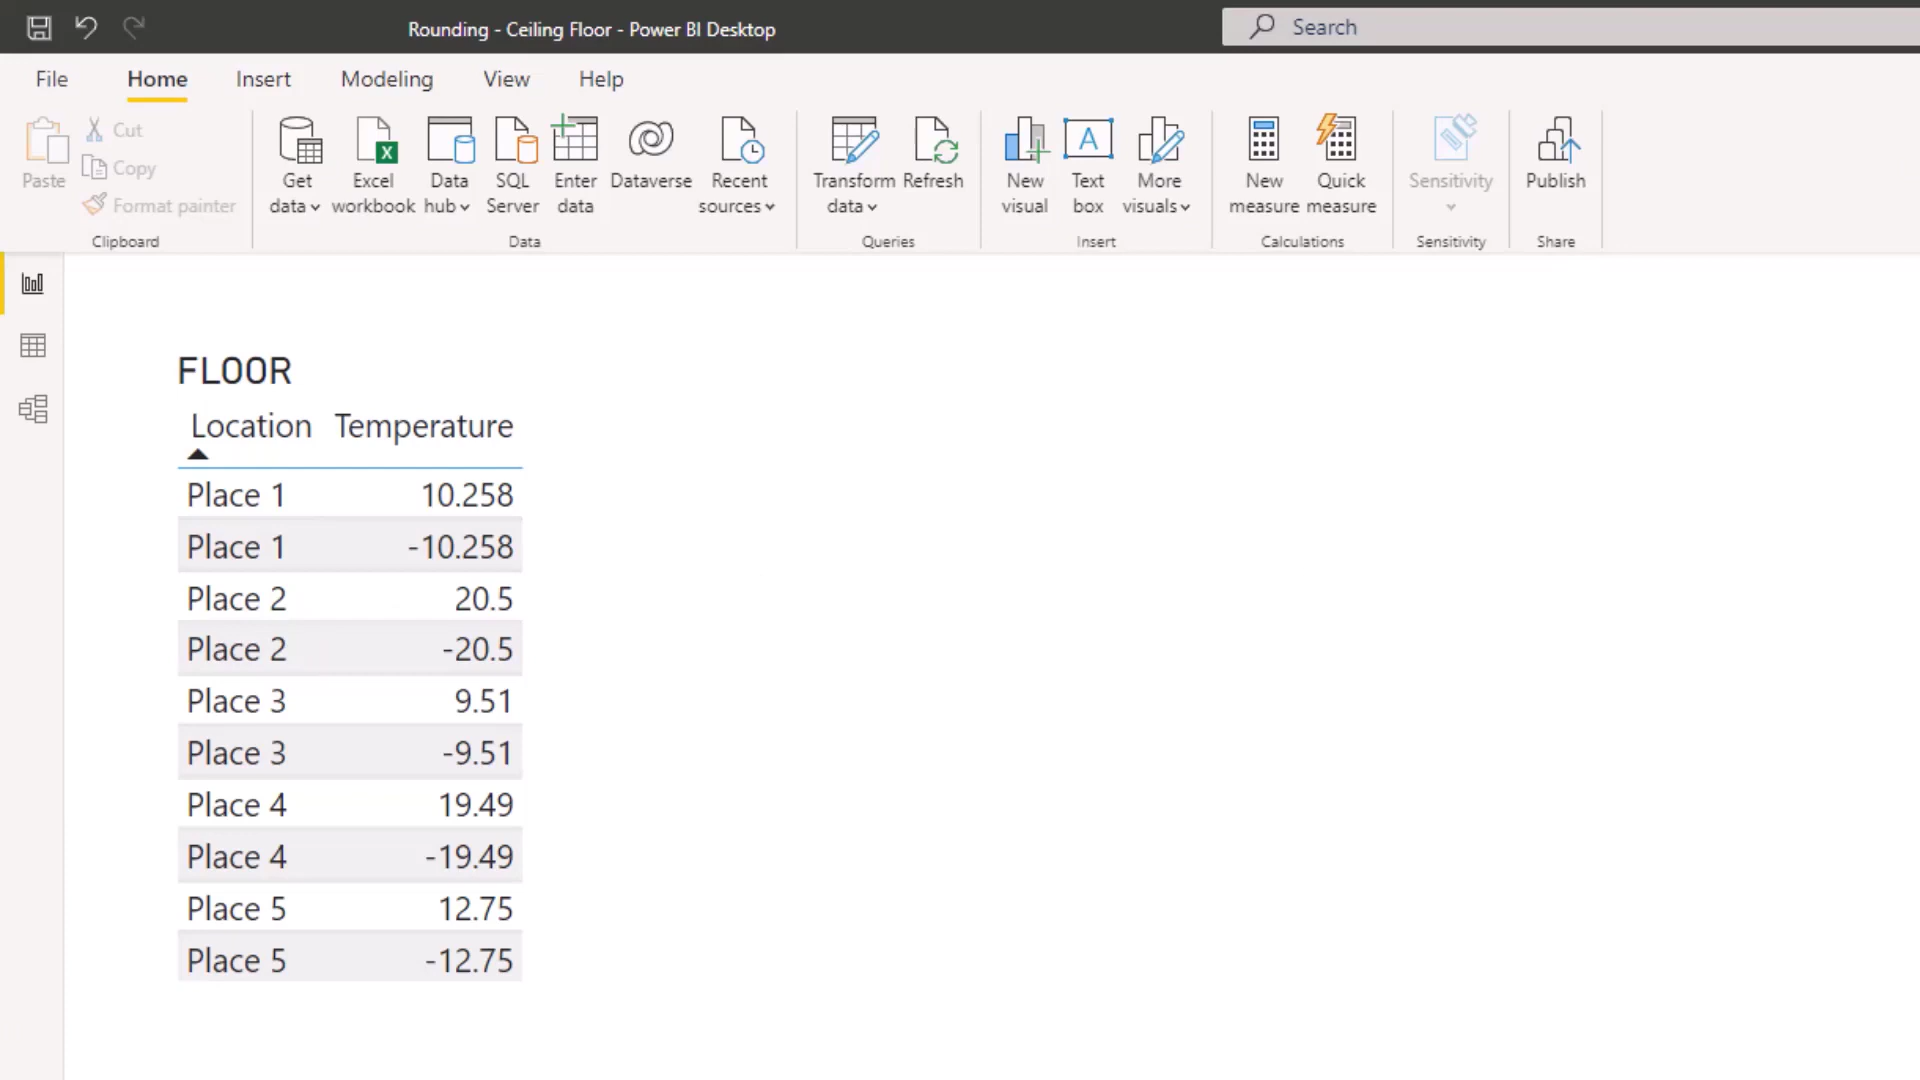 Rounding - Ceiling Floor - Power BI Desktop
Search
File Home Insert Modeling View Help
Paste
Cut
Copy
Format painter
Clipboard
Get data
Excel workbook
Data hub
SQL Server
Enter data
Dataverse
Recent sources
Data
Transform data
Refresh
Queries
New visual
Text box
More visuals
Insert
New measure
Quick measure
Calculations
Sensitivity
Sensitivity
Publish
Share
FLOOR
Location Temperature
Place 1 10.258
Place 1 -10.258
Place 2 20.5
Place 2 -20.5
Place 3 9.51
Place 3 -9.51
Place 4 19.49
Place 4 -19.49
Place 5 12.75
Place 5 -12.75